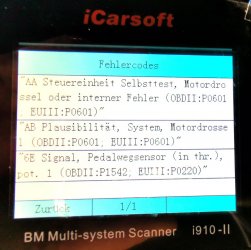 iCarsoft
Fehlercodes
"AA Steuereinheit Selbsttest, Motordro
ssel oder interner Fehler (OBDII:P0601
EUIII:P0601)"
"AB Plausibilität, System, Motordrosse
l (OBDII:P0601; EUIII:P0601)"
"6E Signal, Pedalwegsensor (in thr.),
pot. 1 (OBDII:P1542; EUIII:P0220)"
Zurück 1/1
BM Multi-system Scanner i910-II